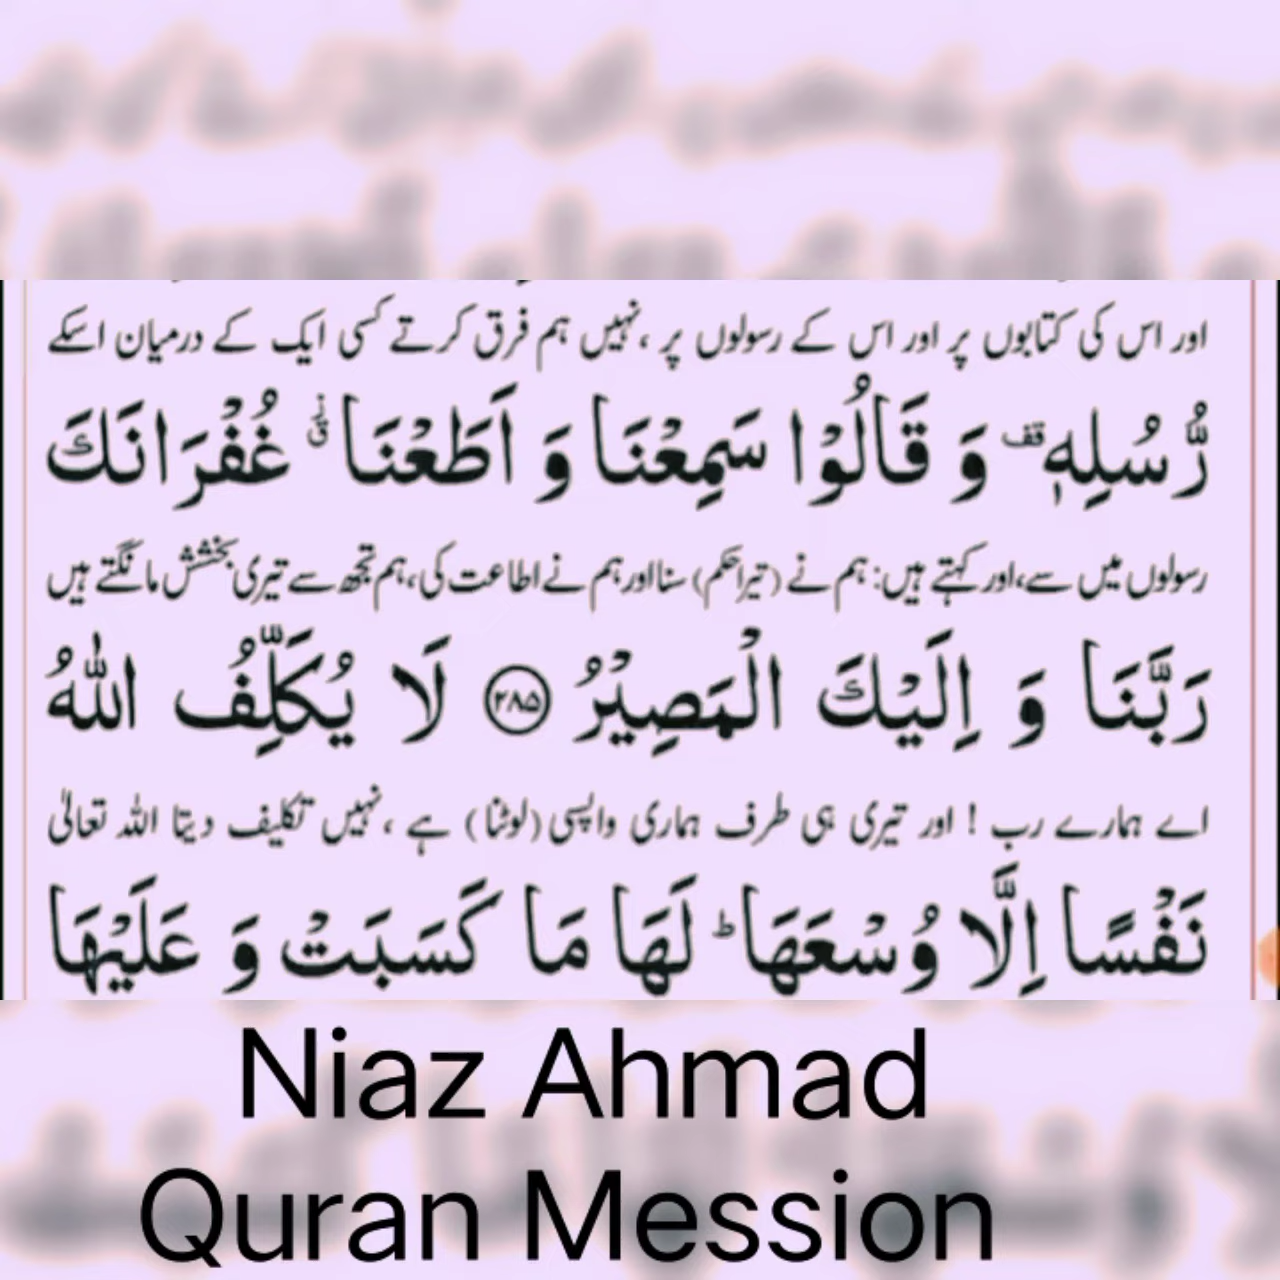 اور اس کی کتابوں پر اور اس کے رسولوں پر ، نہیں ہم فرق کرتے کسی ایک کے درمیان اسکے
رُّسُلِهٖ قف وَ قَالُوْا سَمِعْنَا وَ اَطَعْنَا ق غُفْرَانَكَ
رسولوں میں سے، اور کہتے ہیں: ہم نے (تیرا حکم) سنا اور ہم نے اطاعت کی، ہم تجھ سے تیری بخشش مانگتے ہیں
رَبَّنَا وَ اِلَيْكَ الْمَصِيْرُ ۝۲۸۵ لَا يُكَلِّفُ اللّٰهُ
اے ہمارے رب ! اور تیری ہی طرف ہماری واپسی (لوٹنا) ہے ، نہیں تکلیف دیتا اللہ تعالیٰ
نَفْسًا اِلَّا وُسْعَهَا ؕ لَهَا مَا كَسَبَتْ وَ عَلَيْهَا
Niaz Ahmad
Quran Mession